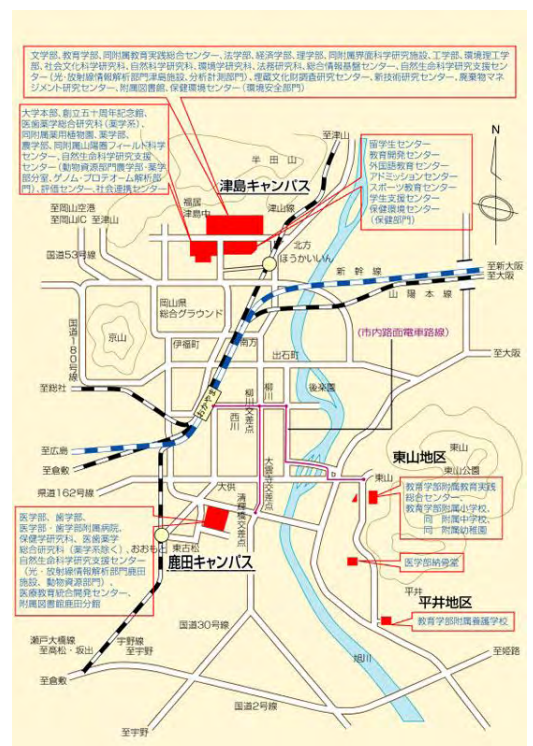 文学部、教育学部、同附属教育実践総合センター、法学部、経済学部、理学部、同附属界面科学研究施設、工学部、環境理工学
部、社会文化科学研究科、自然科学研究科、環境学研究科、法務研究科、総合情報基盤センター、自然生命科学研究支援セン
ター（光・放射線情報解析部門津島施設、分析計測部門）、埋蔵文化財調査研究センター、新技術研究センター、廃棄物マネ
ジメント研究センター、附属図書館、保健環境センター（環境安全部門）
大学本部、創立五十周年記念館、
医歯薬学総合研究科（薬学系）、
同附属薬用植物園、薬学部、
農学部、同附属山陽圏フィールド科学
センター、自然生命科学研究支援
センター（動物資源部門農学部・薬学
部分室、ゲノム・プロテオーム解析部
門）、評価センター、社会連携センター
至津山
留学生センター
教育開発センター
外国語教育センター
アドミッションセンター
スポーツ教育センター
学生支援センター
保健環境センター
（保健部門）
N
半田山
津島キャンパス
福居
津島中
津山線
至岡山空港
至岡山IC
至津山
国道53号線
北方
ほうかいいん
新幹線
山陽本線
至新大阪
至大阪
岡山県
総合グラウンド
国道180号線
京山
伊福町
南方
(市内路面電車路線)
出石町
至大阪
至総社
おかやま
柳川交差点
柳川
後楽園
西川
至広島
至倉敷
大雲寺交差点
東山地区
東山
東山公園
東山
県道162号線
大供
清輝橋交差点
教育学部附属教育実践
総合センター、
教育学部附属小学校、
同 附属中学校、
同 附属幼稚園
医学部、歯学部、
医学部・歯学部附属病院、
保健学研究科、医歯薬学
総合研究科（薬学系除く）、
自然生命科学研究支援センター
（光・放射線情報解析部門鹿田
施設、動物資源部門）、
医療教育統合開発センター、
附属図書館鹿田分館
おおもと
東古松
鹿田キャンパス
医学部納骨堂
平井
平井地区
教育学部附属養護学校
国道30号線
瀬戸大橋線
至高松・坂出
宇野線
至宇野
旭川
至姫路
至倉敷
国道2号線
至宇野